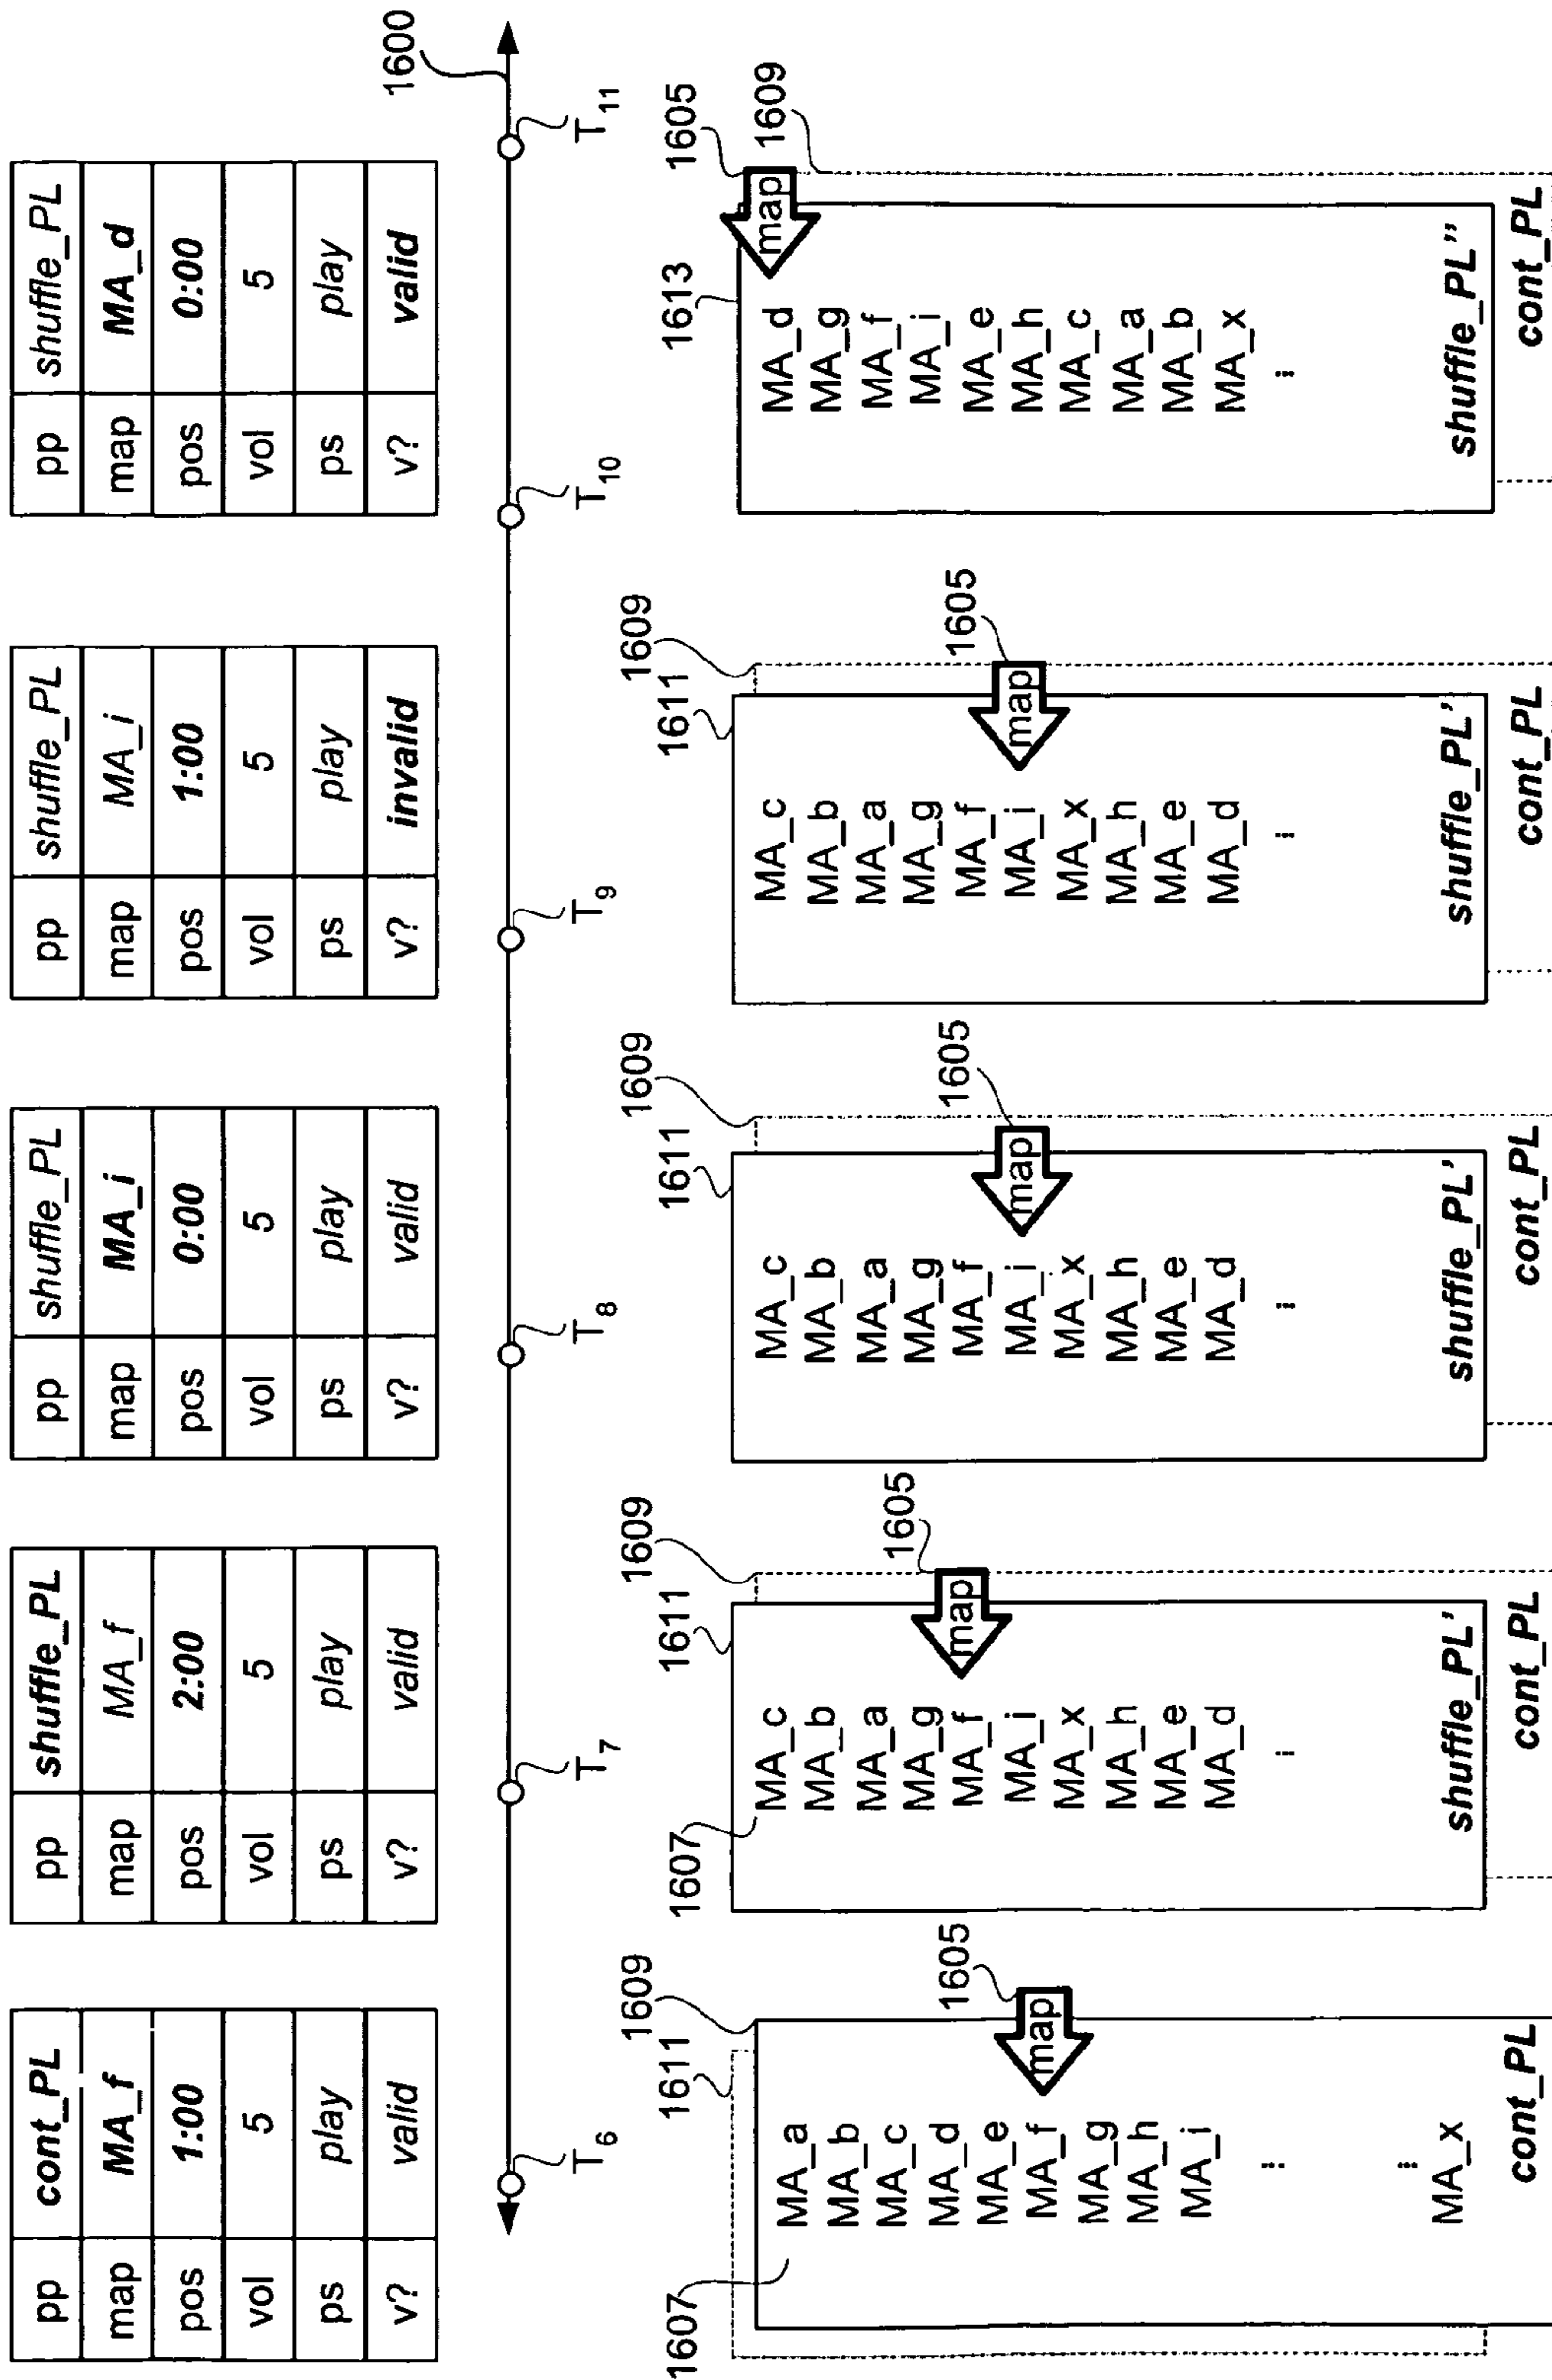 pp cont_PL
map MA_f
pos 1:00
vol 5
ps play
v? valid
pp shuffle_PL
map MA_f
pos 2:00
vol 5
ps play
v? valid
pp shuffle_PL
map MA_i
pos 0:00
vol 5
ps play
v? valid
pp shuffle_PL
map MA_i
pos 1:00
vol 5
ps play
v? invalid
pp shuffle_PL
map MA_d
pos 0:00
vol 5
ps play
v? valid
1600
T6
T7
T8
T9
T10
T11
1607
1611
1609
1605
map
MA_a
MA_b
MA_c
MA_d
MA_e
MA_f
MA_g
MA_h
MA_i
...
...
MA_x
cont_PL
1607
1611
1609
1605
map
MA_c
MA_b
MA_a
MA_g
MA_f
MA_i
MA_x
MA_h
MA_e
MA_d
...
shuffle_PL'
cont_PL
1611
1609
1605
map
MA_c
MA_b
MA_a
MA_g
MA_f
MA_i
MA_x
MA_h
MA_e
MA_d
...
shuffle_PL'
cont_PL
1611
1609
1605
map
MA_c
MA_b
MA_a
MA_g
MA_f
MA_i
MA_x
MA_h
MA_e
MA_d
...
shuffle_PL'
cont_PL
1613
1605
1609
map
MA_d
MA_g
MA_f
MA_i
MA_e
MA_h
MA_c
MA_a
MA_b
MA_x
...
shuffle_PL''
cont_PL